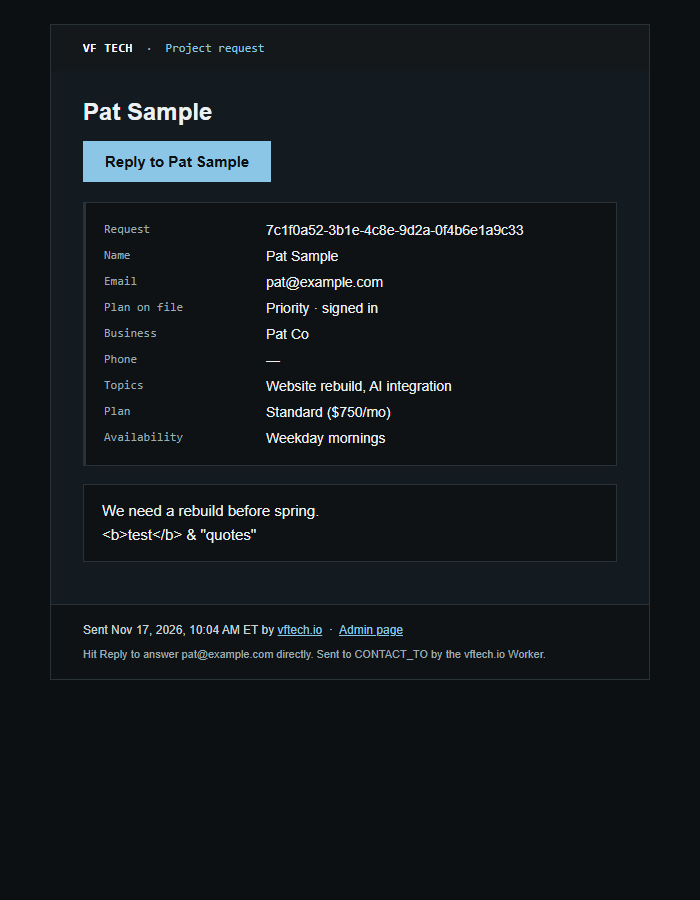 VF TECH · Project request
Pat Sample
Reply to Pat Sample
Request 7c1f0a52-3b1e-4c8e-9d2a-0f4b6e1a9c33
Name Pat Sample
Email pat@example.com
Plan on file Priority · signed in
Business Pat Co
Phone —
Topics Website rebuild, AI integration
Plan Standard ($750/mo)
Availability Weekday mornings
We need a rebuild before spring.
<b>test</b> & "quotes"
Sent Nov 17, 2026, 10:04 AM ET by vftech.io · Admin page
Hit Reply to answer pat@example.com directly. Sent to CONTACT_TO by the vftech.io Worker.